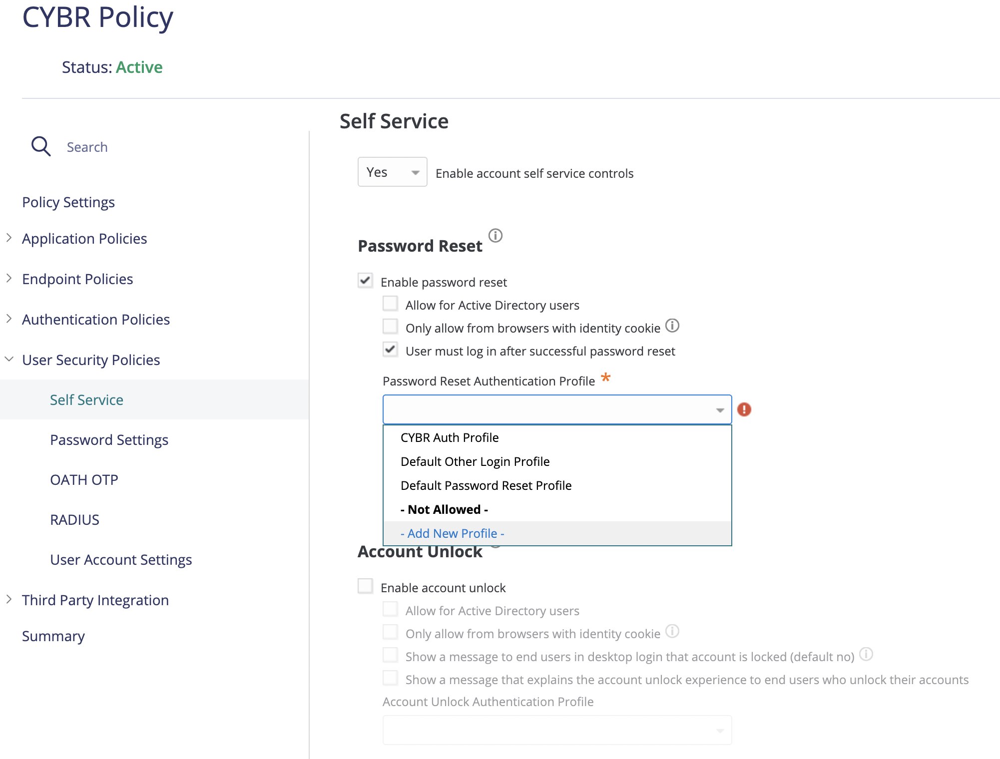 CYBR Policy
Status: Active
Search
Policy Settings
Application Policies
Endpoint Policies
Authentication Policies
User Security Policies
Self Service
Password Settings
OATH OTP
RADIUS
User Account Settings
Third Party Integration
Summary
Self Service
Yes
Enable account self service controls
Password Reset
Enable password reset
Allow for Active Directory users
Only allow from browsers with identity cookie
User must log in after successful password reset
Password Reset Authentication Profile *
CYBR Auth Profile
Default Other Login Profile
Default Password Reset Profile
- Not Allowed -
- Add New Profile -
Account Unlock
Enable account unlock
Allow for Active Directory users
Only allow from browsers with identity cookie
Show a message to end users in desktop login that account is locked (default no)
Show a message that explains the account unlock experience to end users who unlock their accounts
Account Unlock Authentication Profile